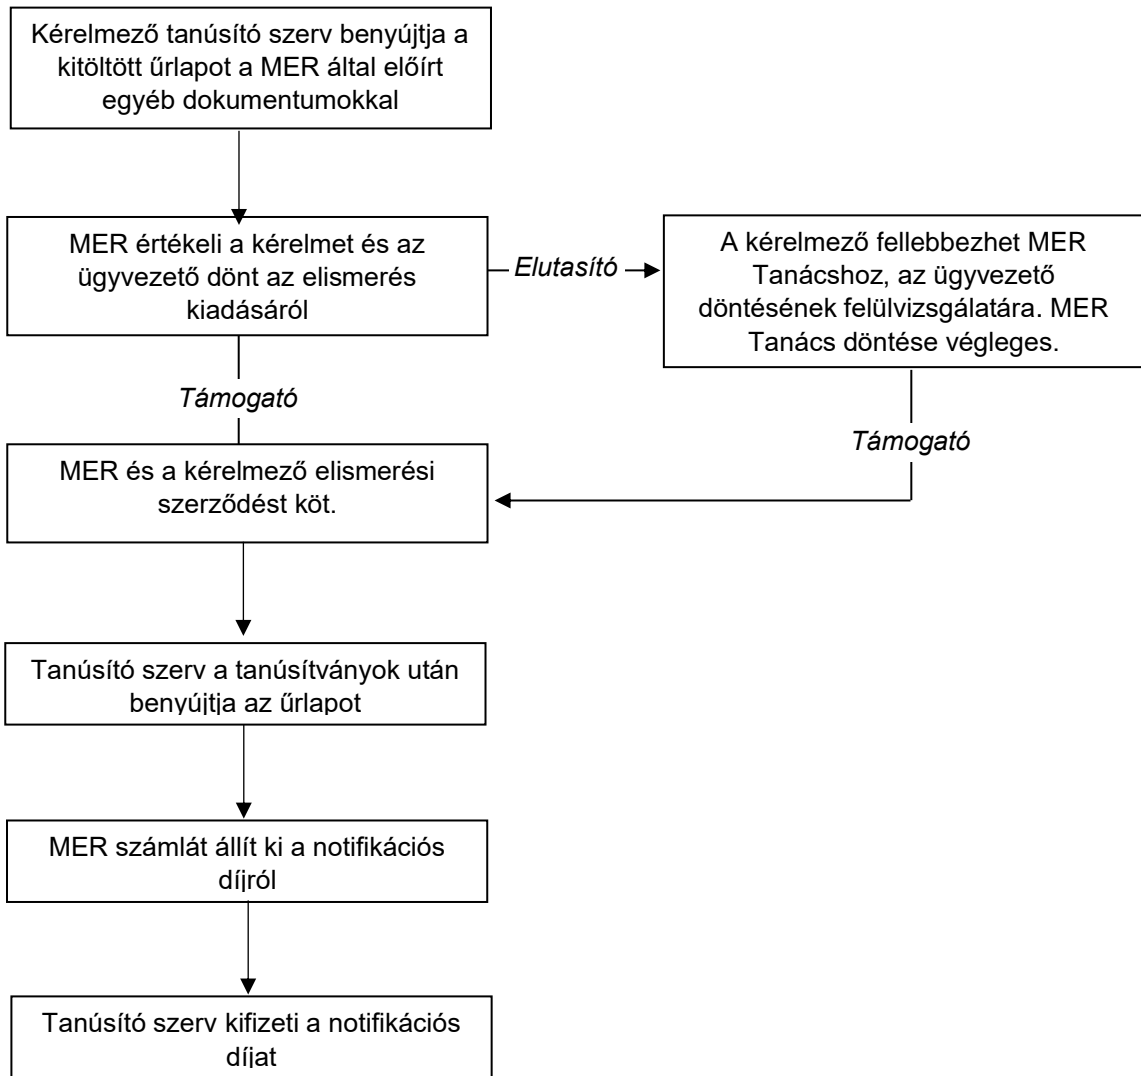 Kérelmező tanúsító szerv benyújtja a
kitöltött űrlapot a MER által előírt
egyéb dokumentumokkal
MER értékeli a kérelmet és az
ügyvezető dönt az elismerés
kiadásáról
Elutasító
A kérelmező fellebbezhet MER
Tanácshoz, az ügyvezető
döntésének felülvizsgálatára. MER
Tanács döntése végleges.
Támogató
Támogató
MER és a kérelmező elismerési
szerződést köt.
Tanúsító szerv a tanúsítványok után
benyújtja az űrlapot
MER számlát állít ki a notifikációs
díjról
Tanúsító szerv kifizeti a notifikációs
díjat